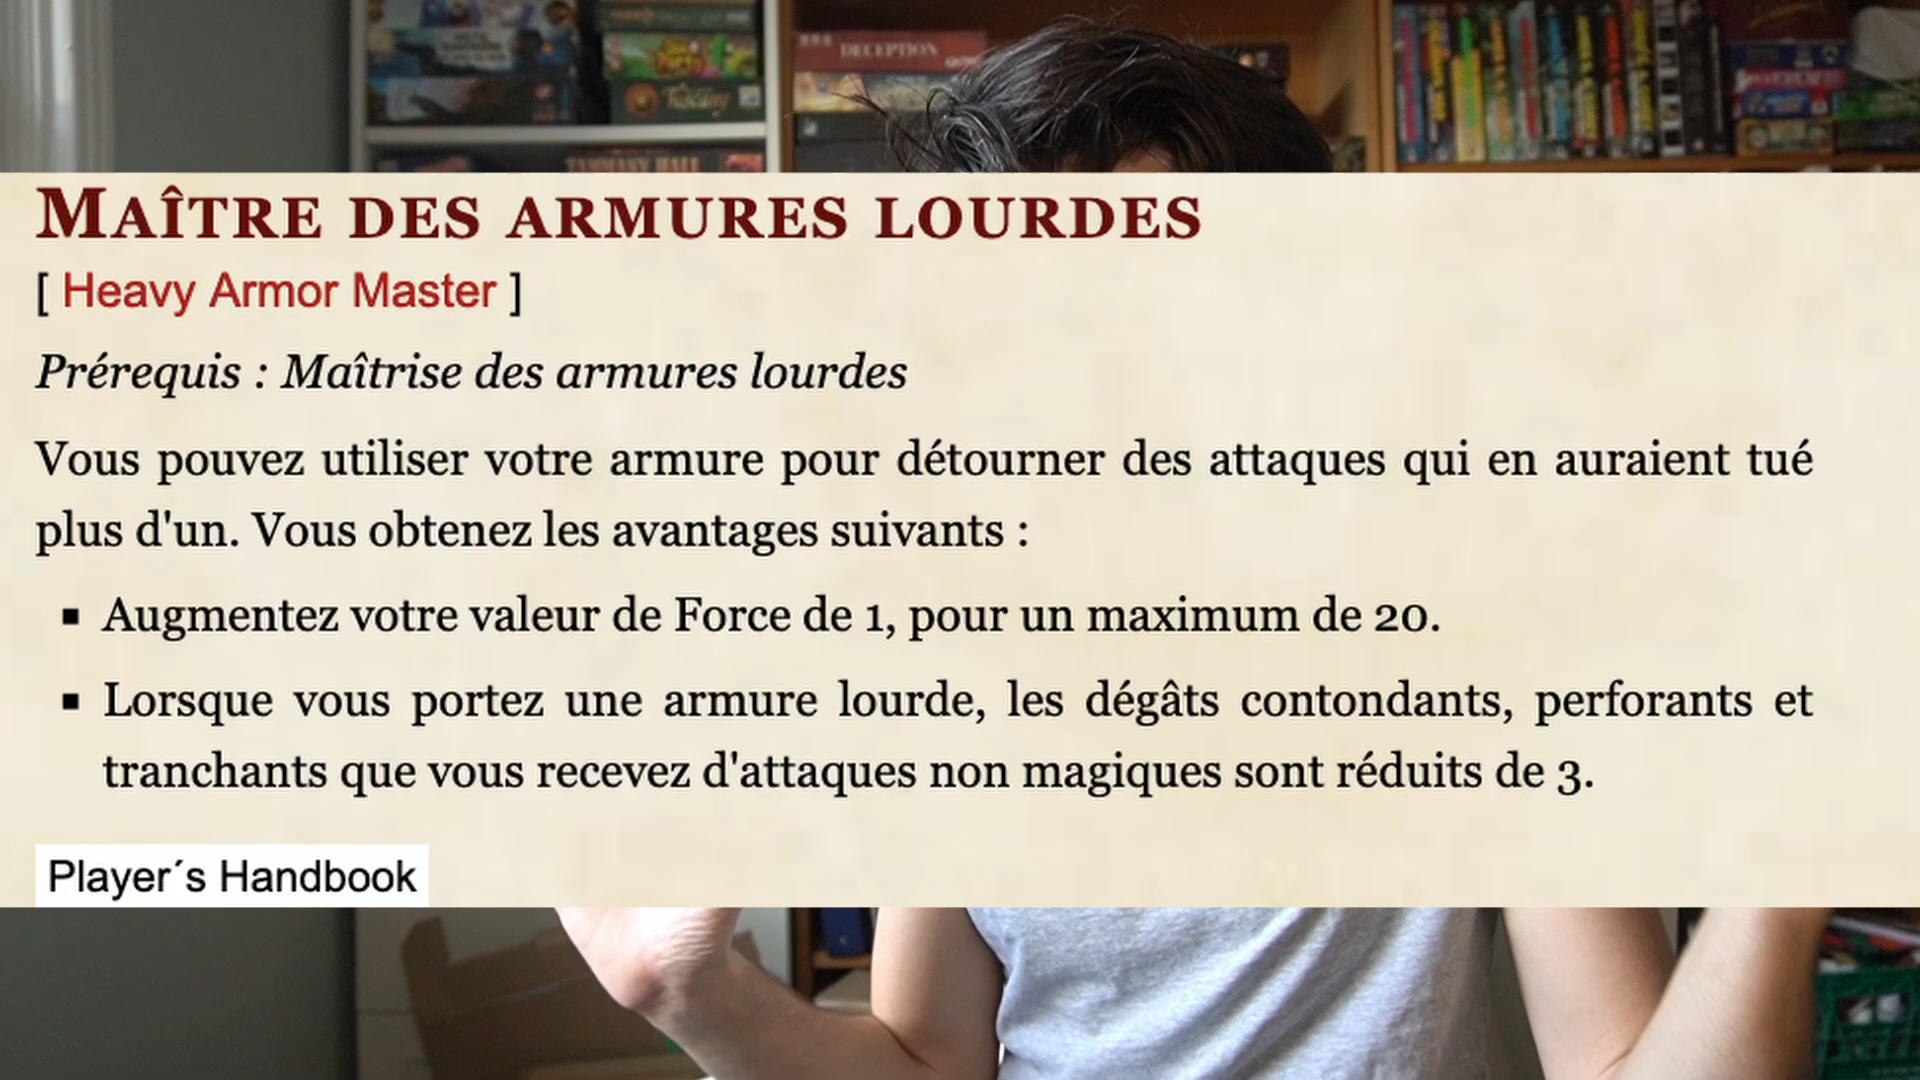 DECEPTION
Tuscany
TAMMANY HALL
MAÎTRE DES ARMURES LOURDES
[ Heavy Armor Master ]
Prérequis : Maîtrise des armures lourdes
Vous pouvez utiliser votre armure pour détourner des attaques qui en auraient tué
plus d'un. Vous obtenez les avantages suivants :
▪ Augmentez votre valeur de Force de 1, pour un maximum de 20.
▪ Lorsque vous portez une armure lourde, les dégâts contondants, perforants et
tranchants que vous recevez d'attaques non magiques sont réduits de 3.
Player´s Handbook